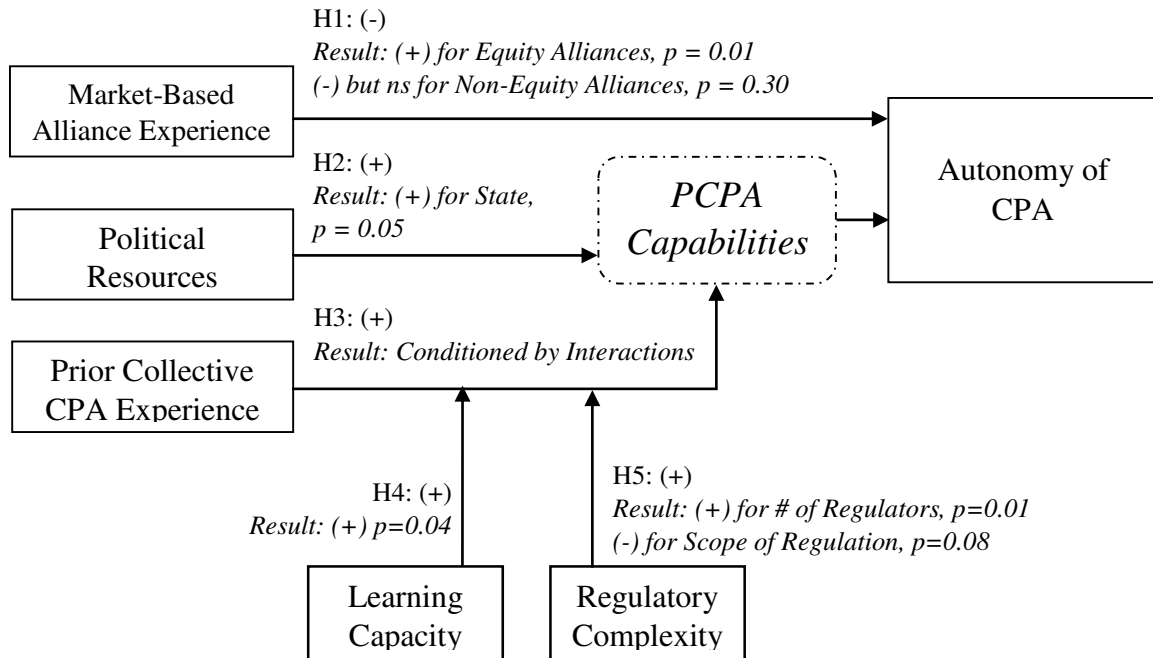 H1: (-)
Result: (+) for Equity Alliances, p = 0.01
(-) but ns for Non-Equity Alliances, p = 0.30
Market-Based
Alliance Experience
H2: (+)
Result: (+) for State,
p = 0.05
Political
Resources
PCPA
Capabilities
Autonomy of
CPA
H3: (+)
Result: Conditioned by Interactions
Prior Collective
CPA Experience
H4: (+)
Result: (+) p=0.04
H5: (+)
Result: (+) for # of Regulators, p=0.01
(-) for Scope of Regulation, p=0.08
Learning
Capacity
Regulatory
Complexity